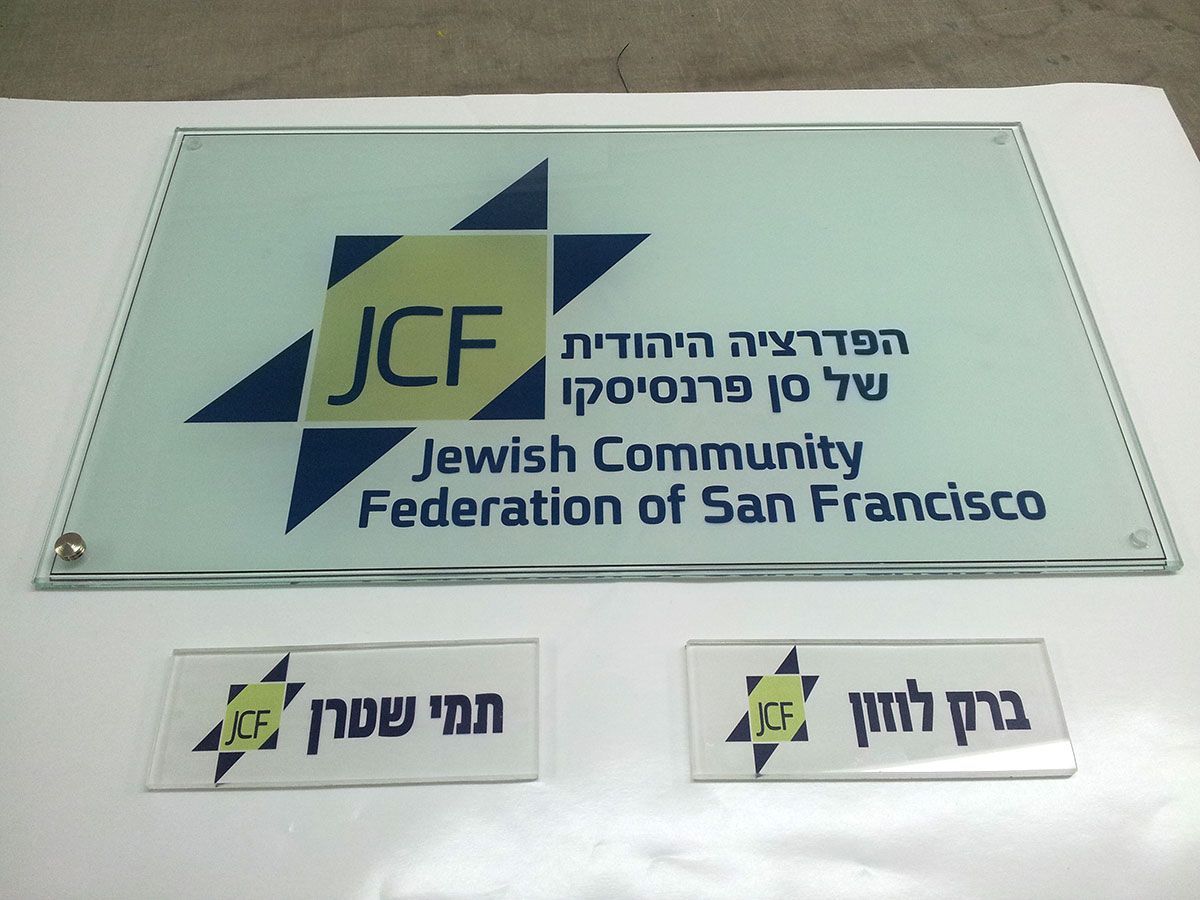 JCF
הפדרציה היהודית
של סן פרנסיסקו
Jewish Community
Federation of San Francisco
JCF
תמי שטרן
JCF
ברק לוזון